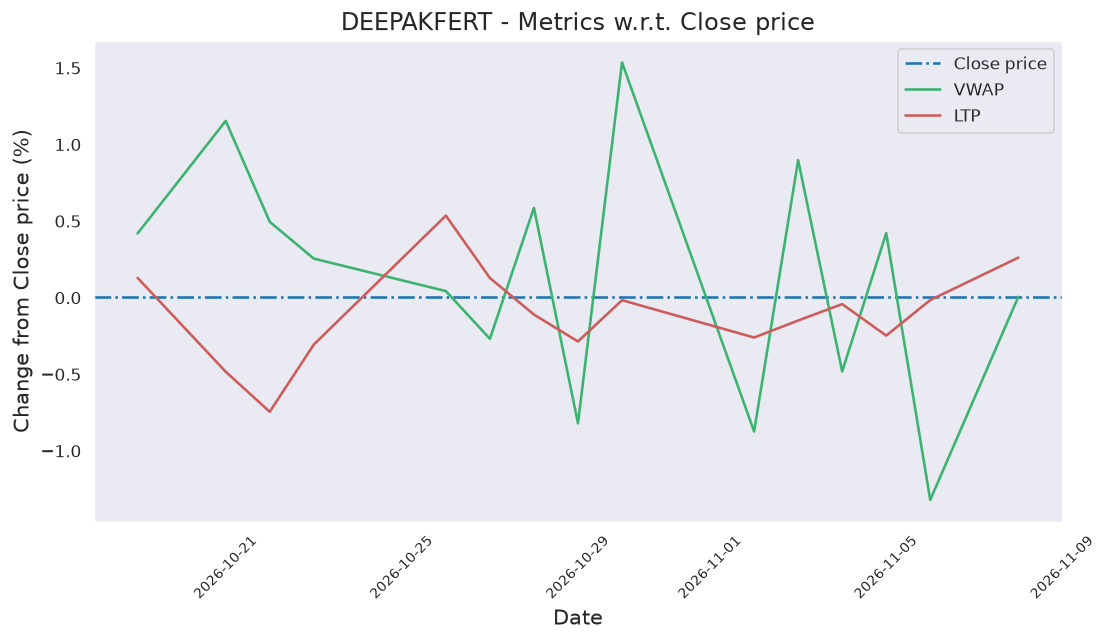 DEEPAKFERT - Metrics w.r.t. Close price
Close price
VWAP
LTP
Change from Close price (%)
1.5
1.0
0.5
0.0
−0.5
−1.0
2026-10-21
2026-10-25
2026-10-29
2026-11-01
2026-11-05
2026-11-09
Date